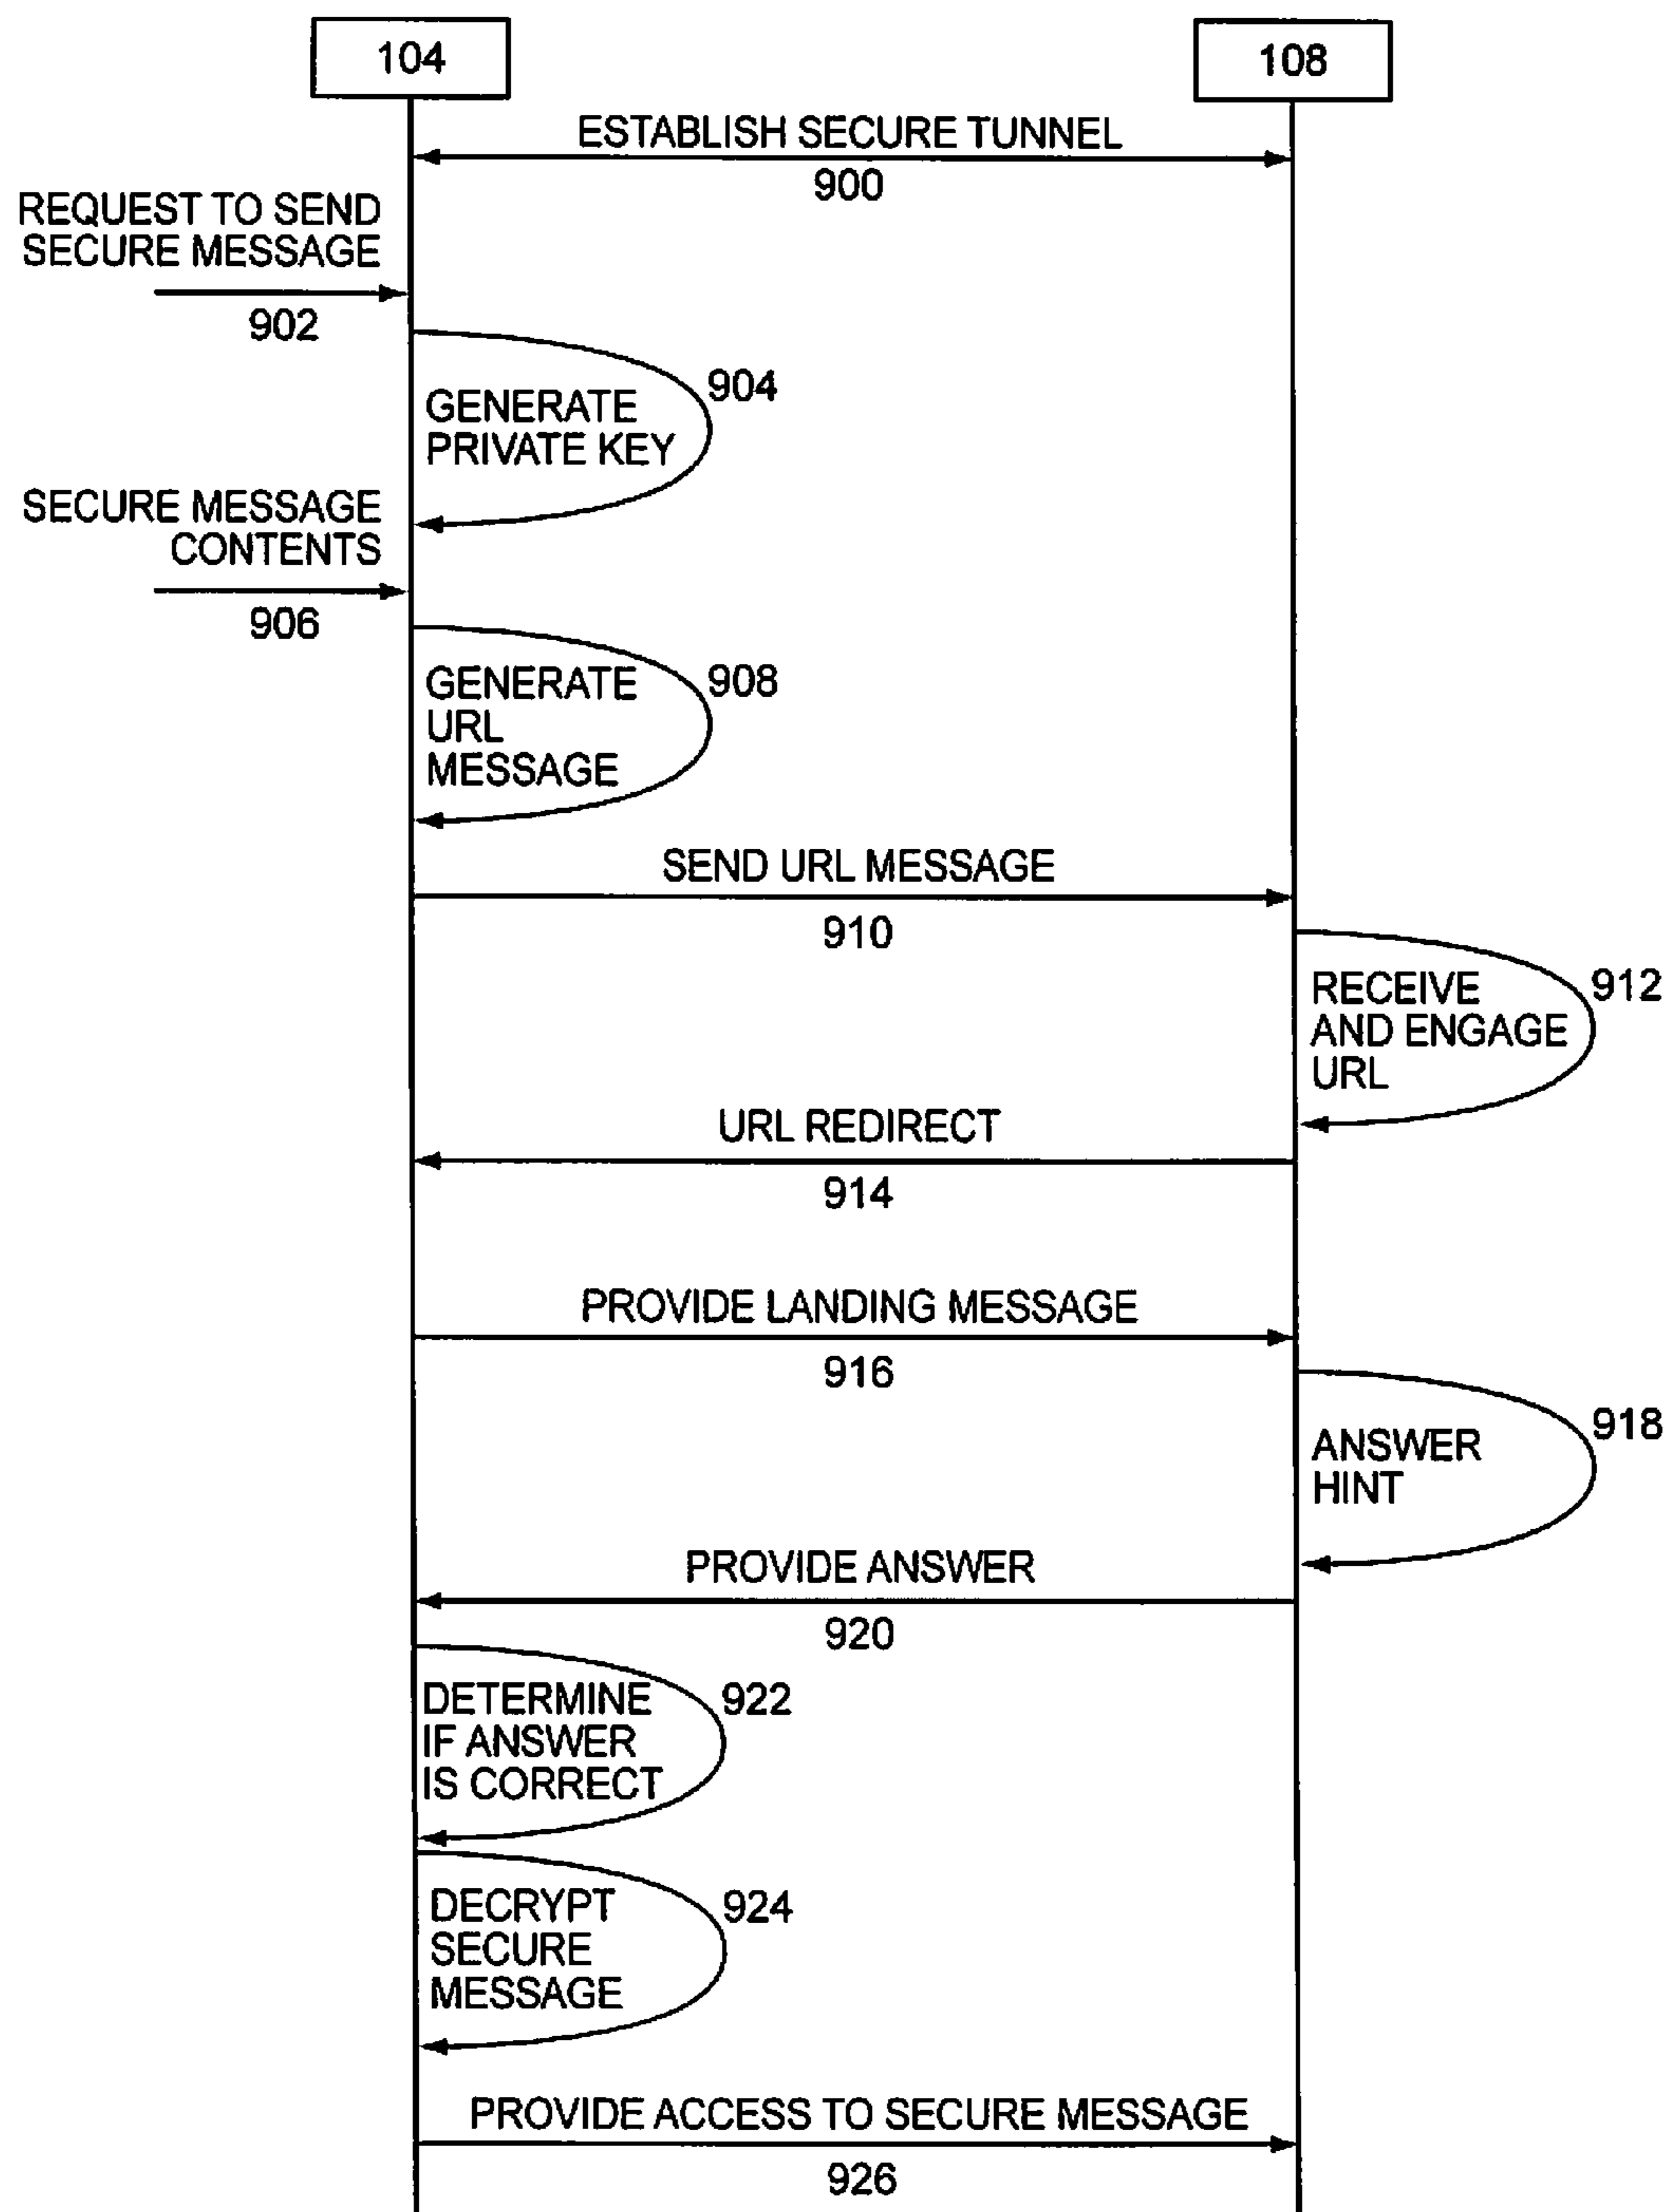 104
108
ESTABLISH SECURE TUNNEL
900
REQUEST TO SEND
SECURE MESSAGE
902
904
GENERATE
PRIVATE KEY
SECURE MESSAGE
CONTENTS
906
908
GENERATE
URL
MESSAGE
SEND URL MESSAGE
910
912
RECEIVE
AND ENGAGE
URL
URL REDIRECT
914
PROVIDE LANDING MESSAGE
916
918
ANSWER
HINT
PROVIDE ANSWER
920
922
DETERMINE
IF ANSWER
IS CORRECT
924
DECRYPT
SECURE
MESSAGE
PROVIDE ACCESS TO SECURE MESSAGE
926